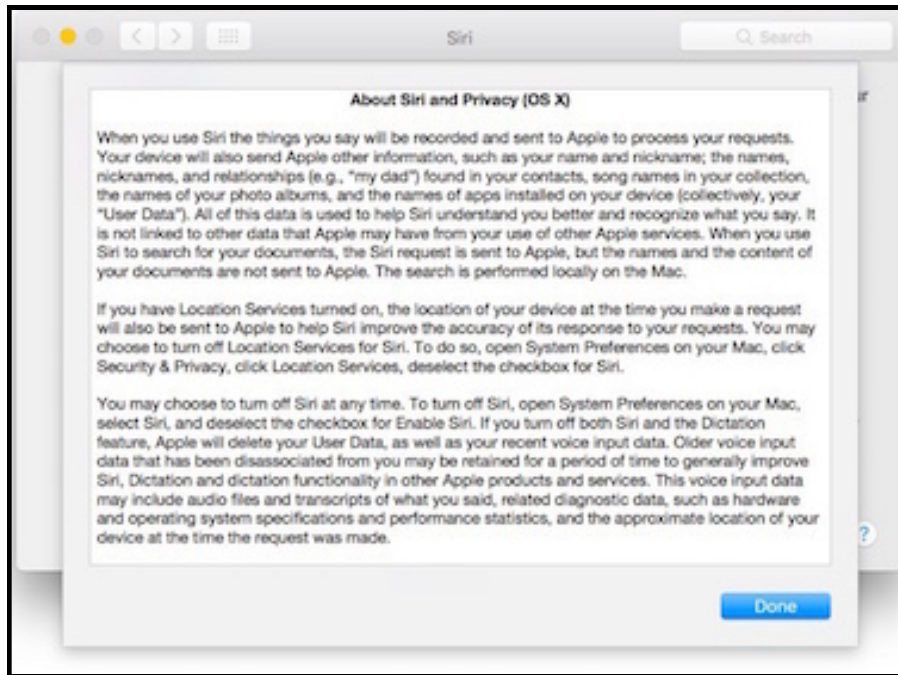 Siri
Search
About Siri and Privacy (OS X)
When you use Siri the things you say will be recorded and sent to Apple to process your requests.
Your device will also send Apple other information, such as your name and nickname; the names,
nicknames, and relationships (e.g., "my dad") found in your contacts, song names in your collection,
the names of your photo albums, and the names of apps installed on your device (collectively, your
"User Data"). All of this data is used to help Siri understand you better and recognize what you say. It
is not linked to other data that Apple may have from your use of other Apple services. When you use
Siri to search for your documents, the Siri request is sent to Apple, but the names and the content of
your documents are not sent to Apple. The search is performed locally on the Mac.
If you have Location Services turned on, the location of your device at the time you make a request
will also be sent to Apple to help Siri improve the accuracy of its response to your requests. You may
choose to turn off Location Services for Siri. To do so, open System Preferences on your Mac, click
Security & Privacy, click Location Services, deselect the checkbox for Siri.
You may choose to turn off Siri at any time. To turn off Siri, open System Preferences on your Mac,
select Siri, and deselect the checkbox for Enable Siri. If you turn off both Siri and the Dictation
feature, Apple will delete your User Data, as well as your recent voice input data. Older voice input
data that has been disassociated from you may be retained for a period of time to generally improve
Siri, Dictation and dictation functionality in other Apple products and services. This voice input data
may include audio files and transcripts of what you said, related diagnostic data, such as hardware
and operating system specifications and performance statistics, and the approximate location of your
device at the time the request was made.
?
Done